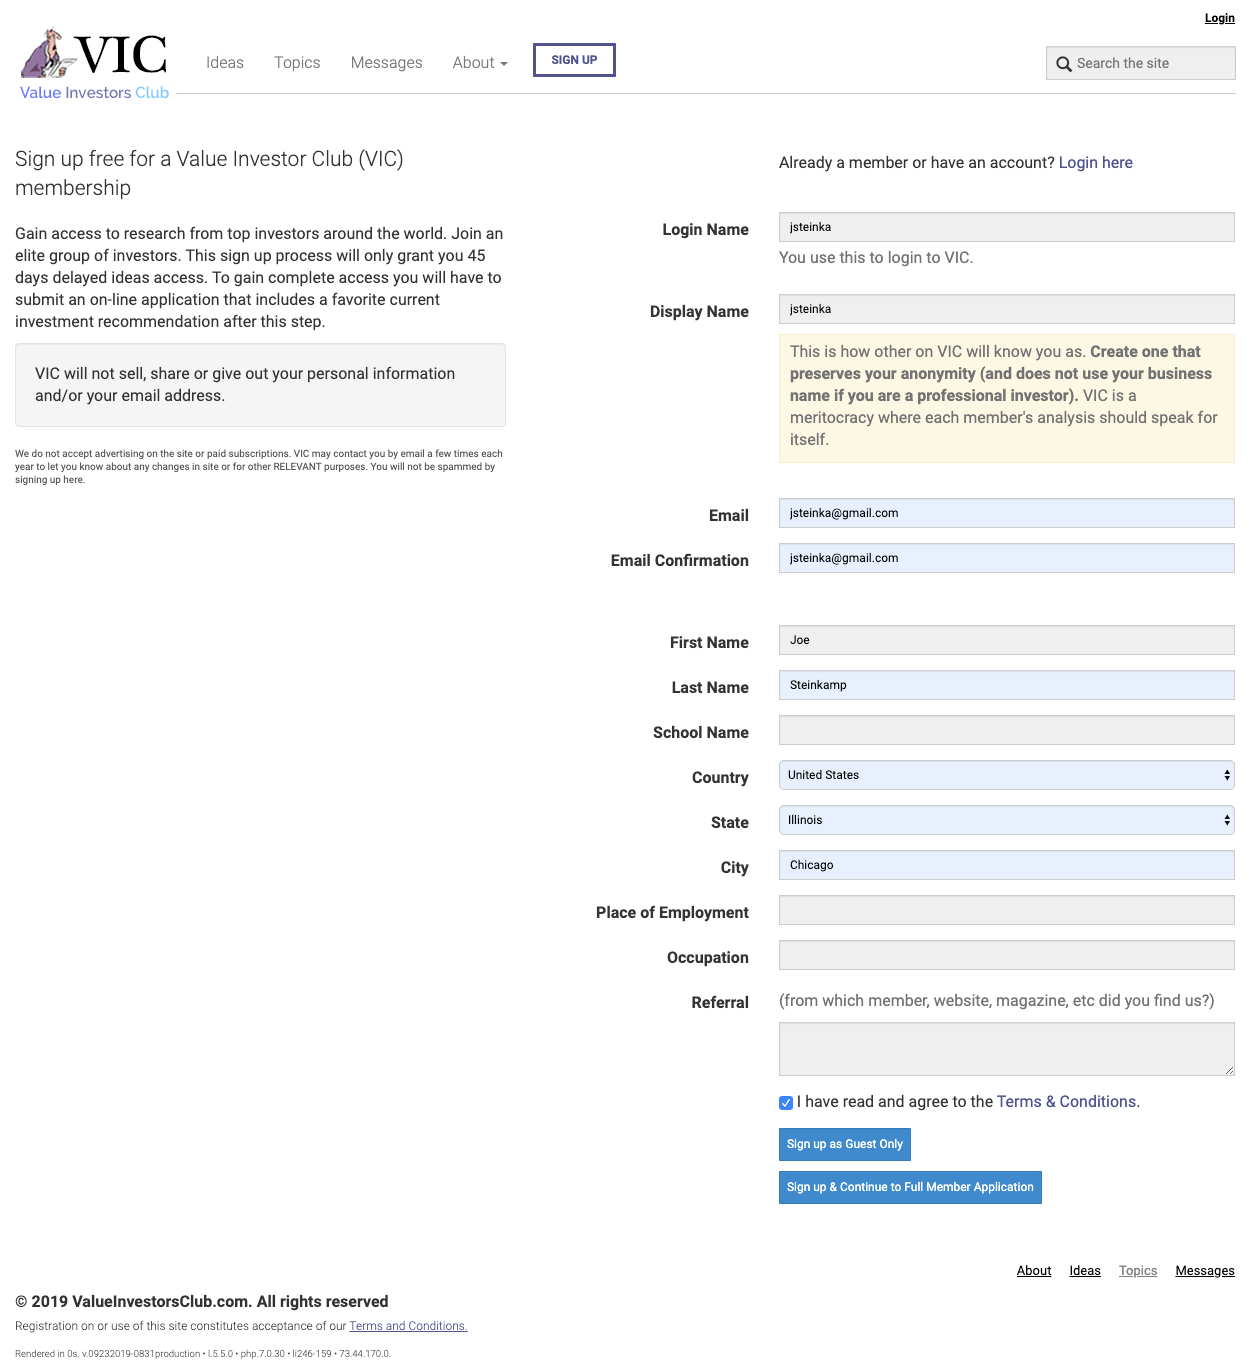 Login
VIC
Value Investors Club
Ideas
Topics
Messages
About
SIGN UP
Search the site
Sign up free for a Value Investor Club (VIC)
membership
Gain access to research from top investors around the world. Join an
elite group of investors. This sign up process will only grant you 45
days delayed ideas access. To gain complete access you will have to
submit an on-line application that includes a favorite current
investment recommendation after this step.
VIC will not sell, share or give out your personal information
and/or your email address.
We do not accept advertising on the site or paid subscriptions. VIC may contact you by email a few times each
year to let you know about any changes in site or for other RELEVANT purposes. You will not be spammed by
signing up here.
Already a member or have an account? Login here
Login Name
jsteinka
You use this to login to VIC.
Display Name
jsteinka
This is how other on VIC will know you as. Create one that
preserves your anonymity (and does not use your business
name if you are a professional investor). VIC is a
meritocracy where each member's analysis should speak for
itself.
Email
jsteinka@gmail.com
Email Confirmation
jsteinka@gmail.com
First Name
Joe
Last Name
Steinkamp
School Name
Country
United States
State
Illinois
City
Chicago
Place of Employment
Occupation
Referral
(from which member, website, magazine, etc did you find us?)
I have read and agree to the Terms & Conditions.
Sign up as Guest Only
Sign up & Continue to Full Member Application
About
Ideas
Topics
Messages
© 2019 ValueInvestorsClub.com. All rights reserved
Registration on or use of this site constitutes acceptance of our Terms and Conditions.
Rendered in 0s. v.09232019-0831production • l.5.5.0 • php.7.0.30 • li246-159 • 73.44.170.0.